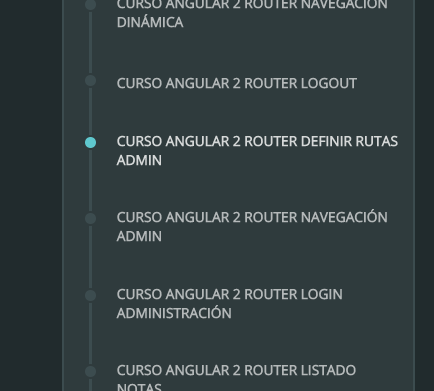 CURSO ANGULAR 2 ROUTER NAVEGACIÓN
DINÁMICA
CURSO ANGULAR 2 ROUTER LOGOUT
CURSO ANGULAR 2 ROUTER DEFINIR RUTAS
ADMIN
CURSO ANGULAR 2 ROUTER NAVEGACIÓN
ADMIN
CURSO ANGULAR 2 ROUTER LOGIN
ADMINISTRACIÓN
CURSO ANGULAR 2 ROUTER LISTADO
NOTAS